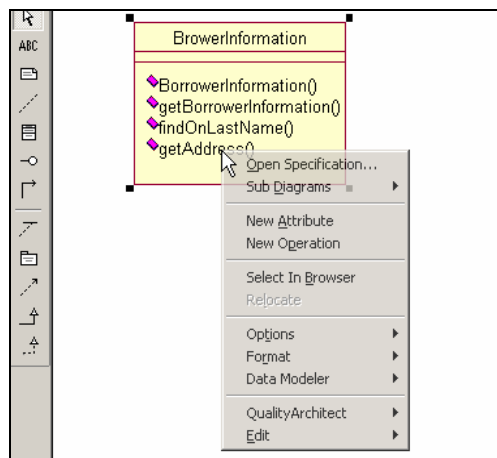 ABC
BrowerInformation
BorrowerInformation()
getBorrowerInformation()
findOnLastName()
getAddress()
Open Specification...
Sub Diagrams
New Attribute
New Operation
Select In Browser
Relocate
Options
Format
Data Modeler
QualityArchitect
Edit